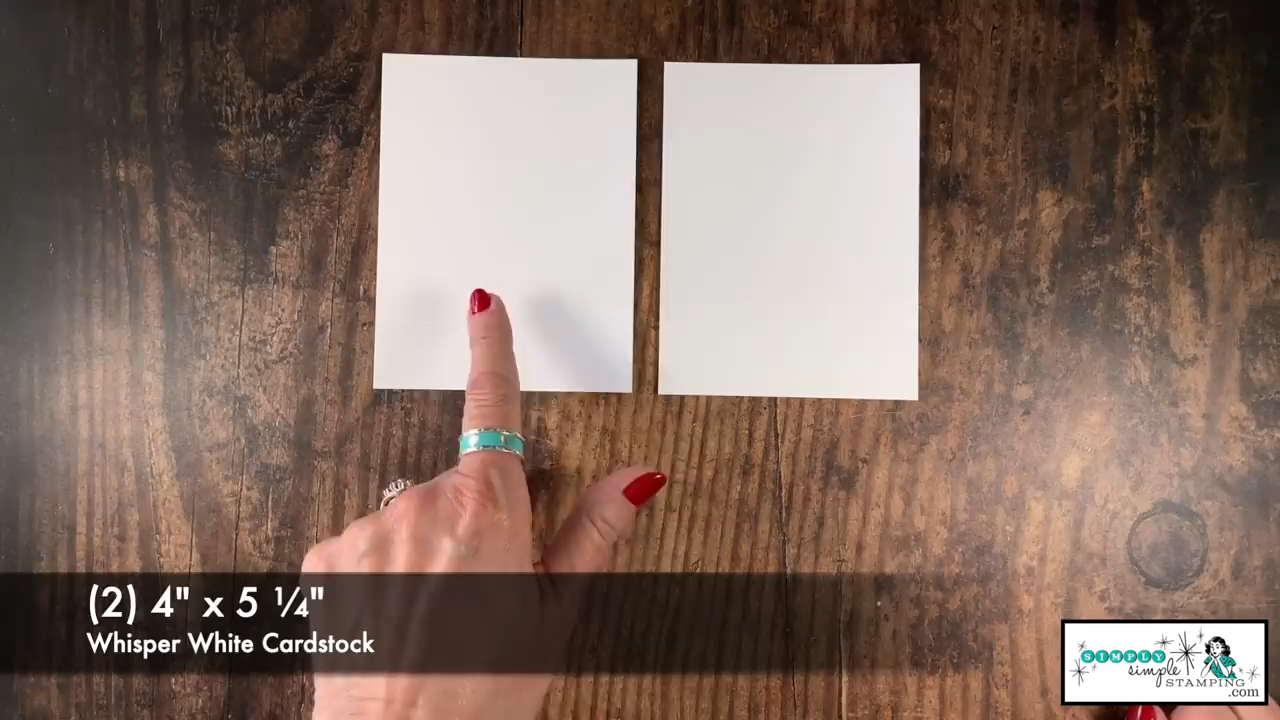 (2) 4" x 5 ¼"
Whisper White Cardstock
SIMPLY
simple
STAMPING
.com